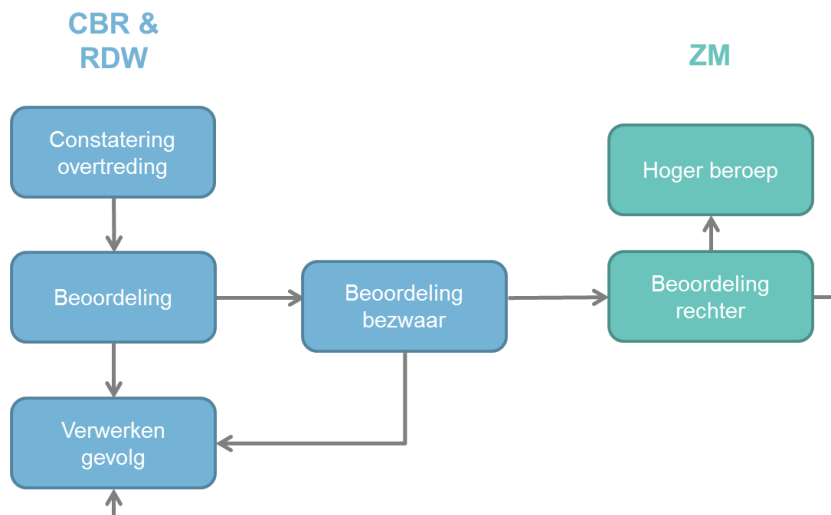 CBR &
RDW
ZM
Constatering
overtreding
Hoger beroep
Beoordeling
Beoordeling
bezwaar
Beoordeling
rechter
Verwerken
gevolg